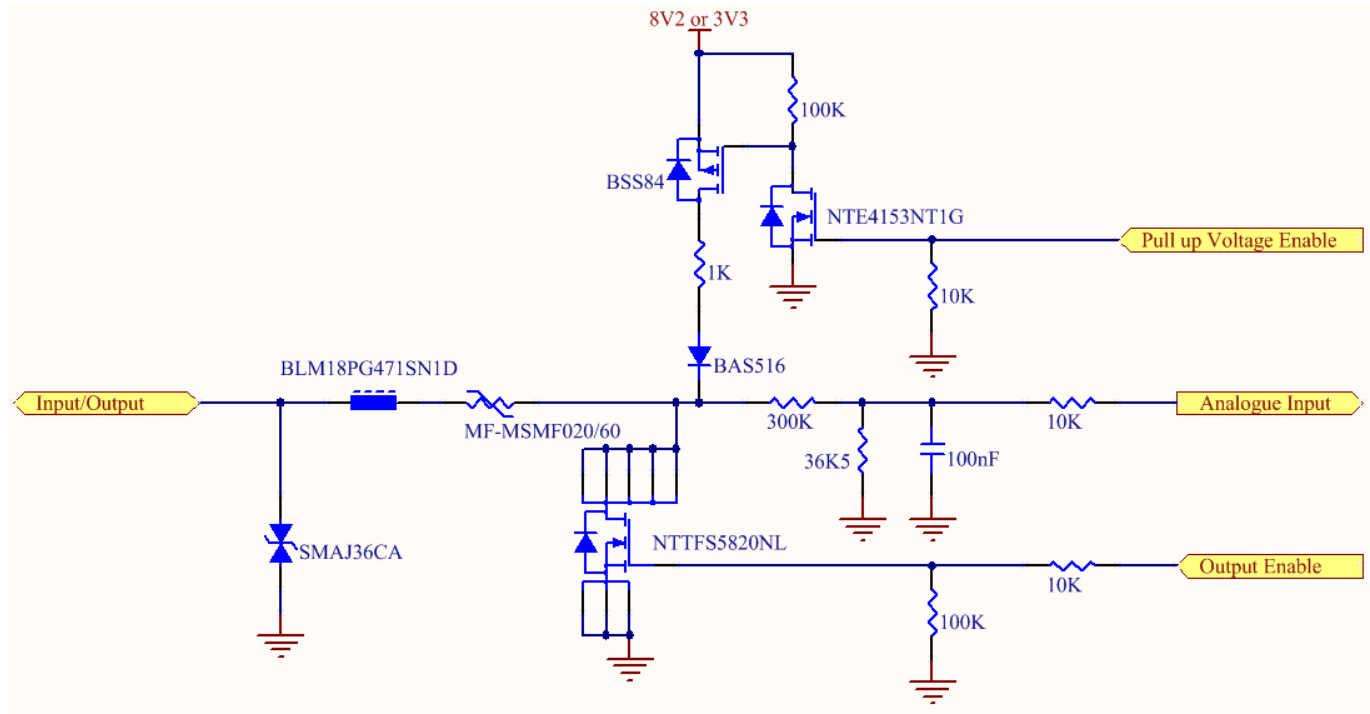 8V2 or 3V3
100K
BSS84
NTE4153NT1G
Pull up Voltage Enable
1K
10K
BAS516
BLM18PG471SN1D
Input/Output
MF-MSMF020/60
300K
10K
Analogue Input
36K5
100nF
SMAJ36CA
NTTFS5820NL
10K
Output Enable
100K